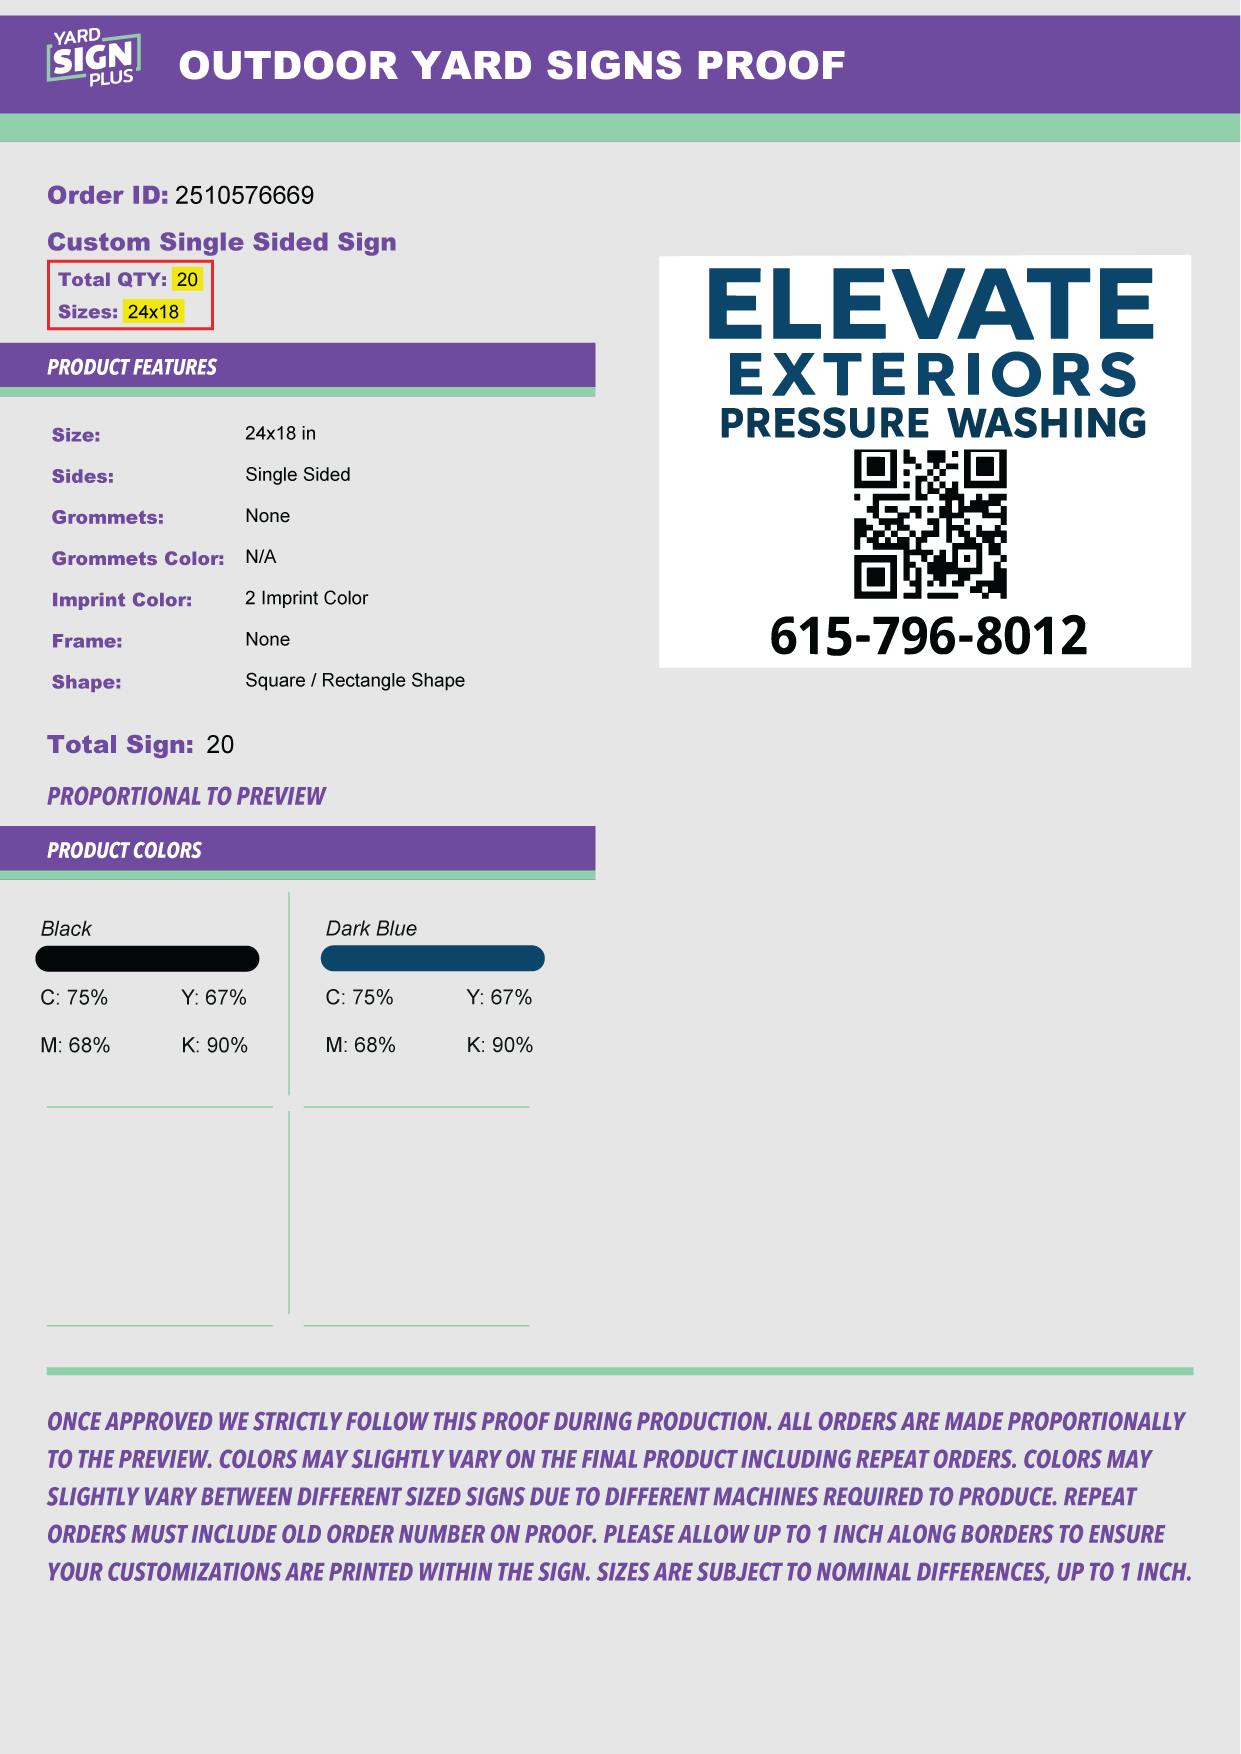 YARD
SIGN
PLUS
OUTDOOR YARD SIGNS PROOF
Order ID: 2510576669
Custom Single Sided Sign
Total QTY: 20
Sizes: 24x18
PRODUCT FEATURES
Size: 24x18 in
Sides: Single Sided
Grommets: None
Grommets Color: N/A
Imprint Color: 2 Imprint Color
Frame: None
Shape: Square / Rectangle Shape
Total Sign: 20
PROPORTIONAL TO PREVIEW
ELEVATE
EXTERIORS
PRESSURE WASHING
615-796-8012
PRODUCT COLORS
Black
C: 75% Y: 67%
M: 68% K: 90%
Dark Blue
C: 75% Y: 67%
M: 68% K: 90%
ONCE APPROVED WE STRICTLY FOLLOW THIS PROOF DURING PRODUCTION. ALL ORDERS ARE MADE PROPORTIONALLY
TO THE PREVIEW. COLORS MAY SLIGHTLY VARY ON THE FINAL PRODUCT INCLUDING REPEAT ORDERS. COLORS MAY
SLIGHTLY VARY BETWEEN DIFFERENT SIZED SIGNS DUE TO DIFFERENT MACHINES REQUIRED TO PRODUCE. REPEAT
ORDERS MUST INCLUDE OLD ORDER NUMBER ON PROOF. PLEASE ALLOW UP TO 1 INCH ALONG BORDERS TO ENSURE
YOUR CUSTOMIZATIONS ARE PRINTED WITHIN THE SIGN. SIZES ARE SUBJECT TO NOMINAL DIFFERENCES, UP TO 1 INCH.